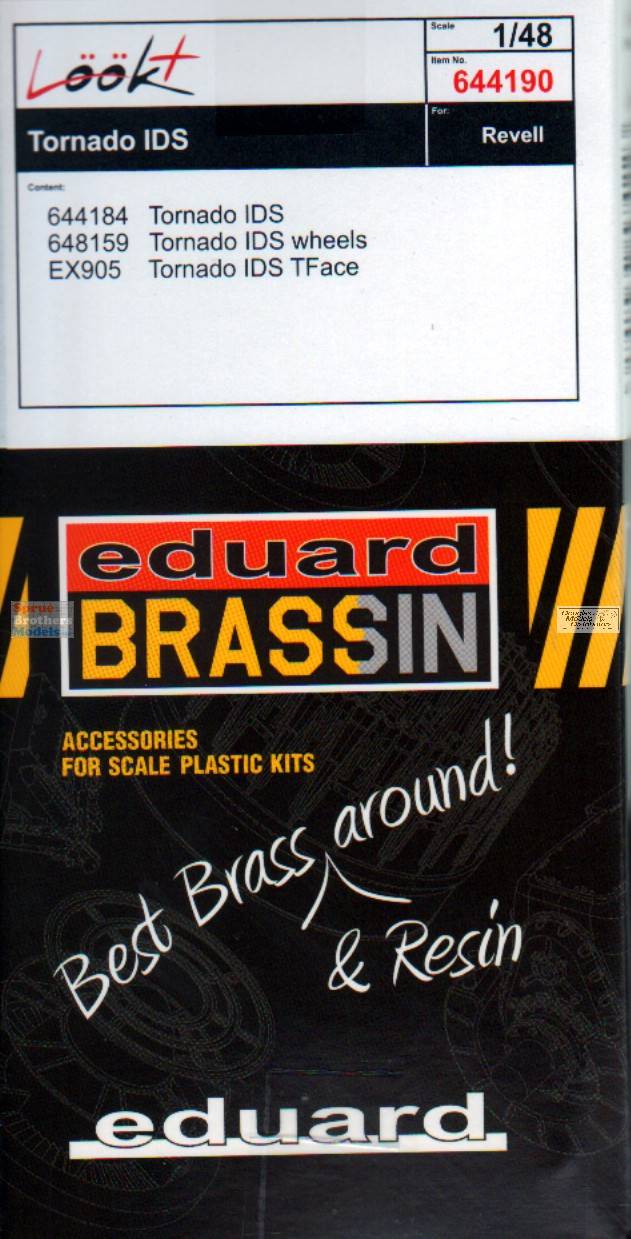 Löök+
Scale
1/48
Item No.
644190
Tornado IDS
For:
Revell
Content:
644184 Tornado IDS
648159 Tornado IDS wheels
EX905 Tornado IDS TFace
eduard
BRASSIN
Sprue
Brothers
Models
ACCESSORIES
FOR SCALE PLASTIC KITS
Best Brass around!
& Resin
eduard